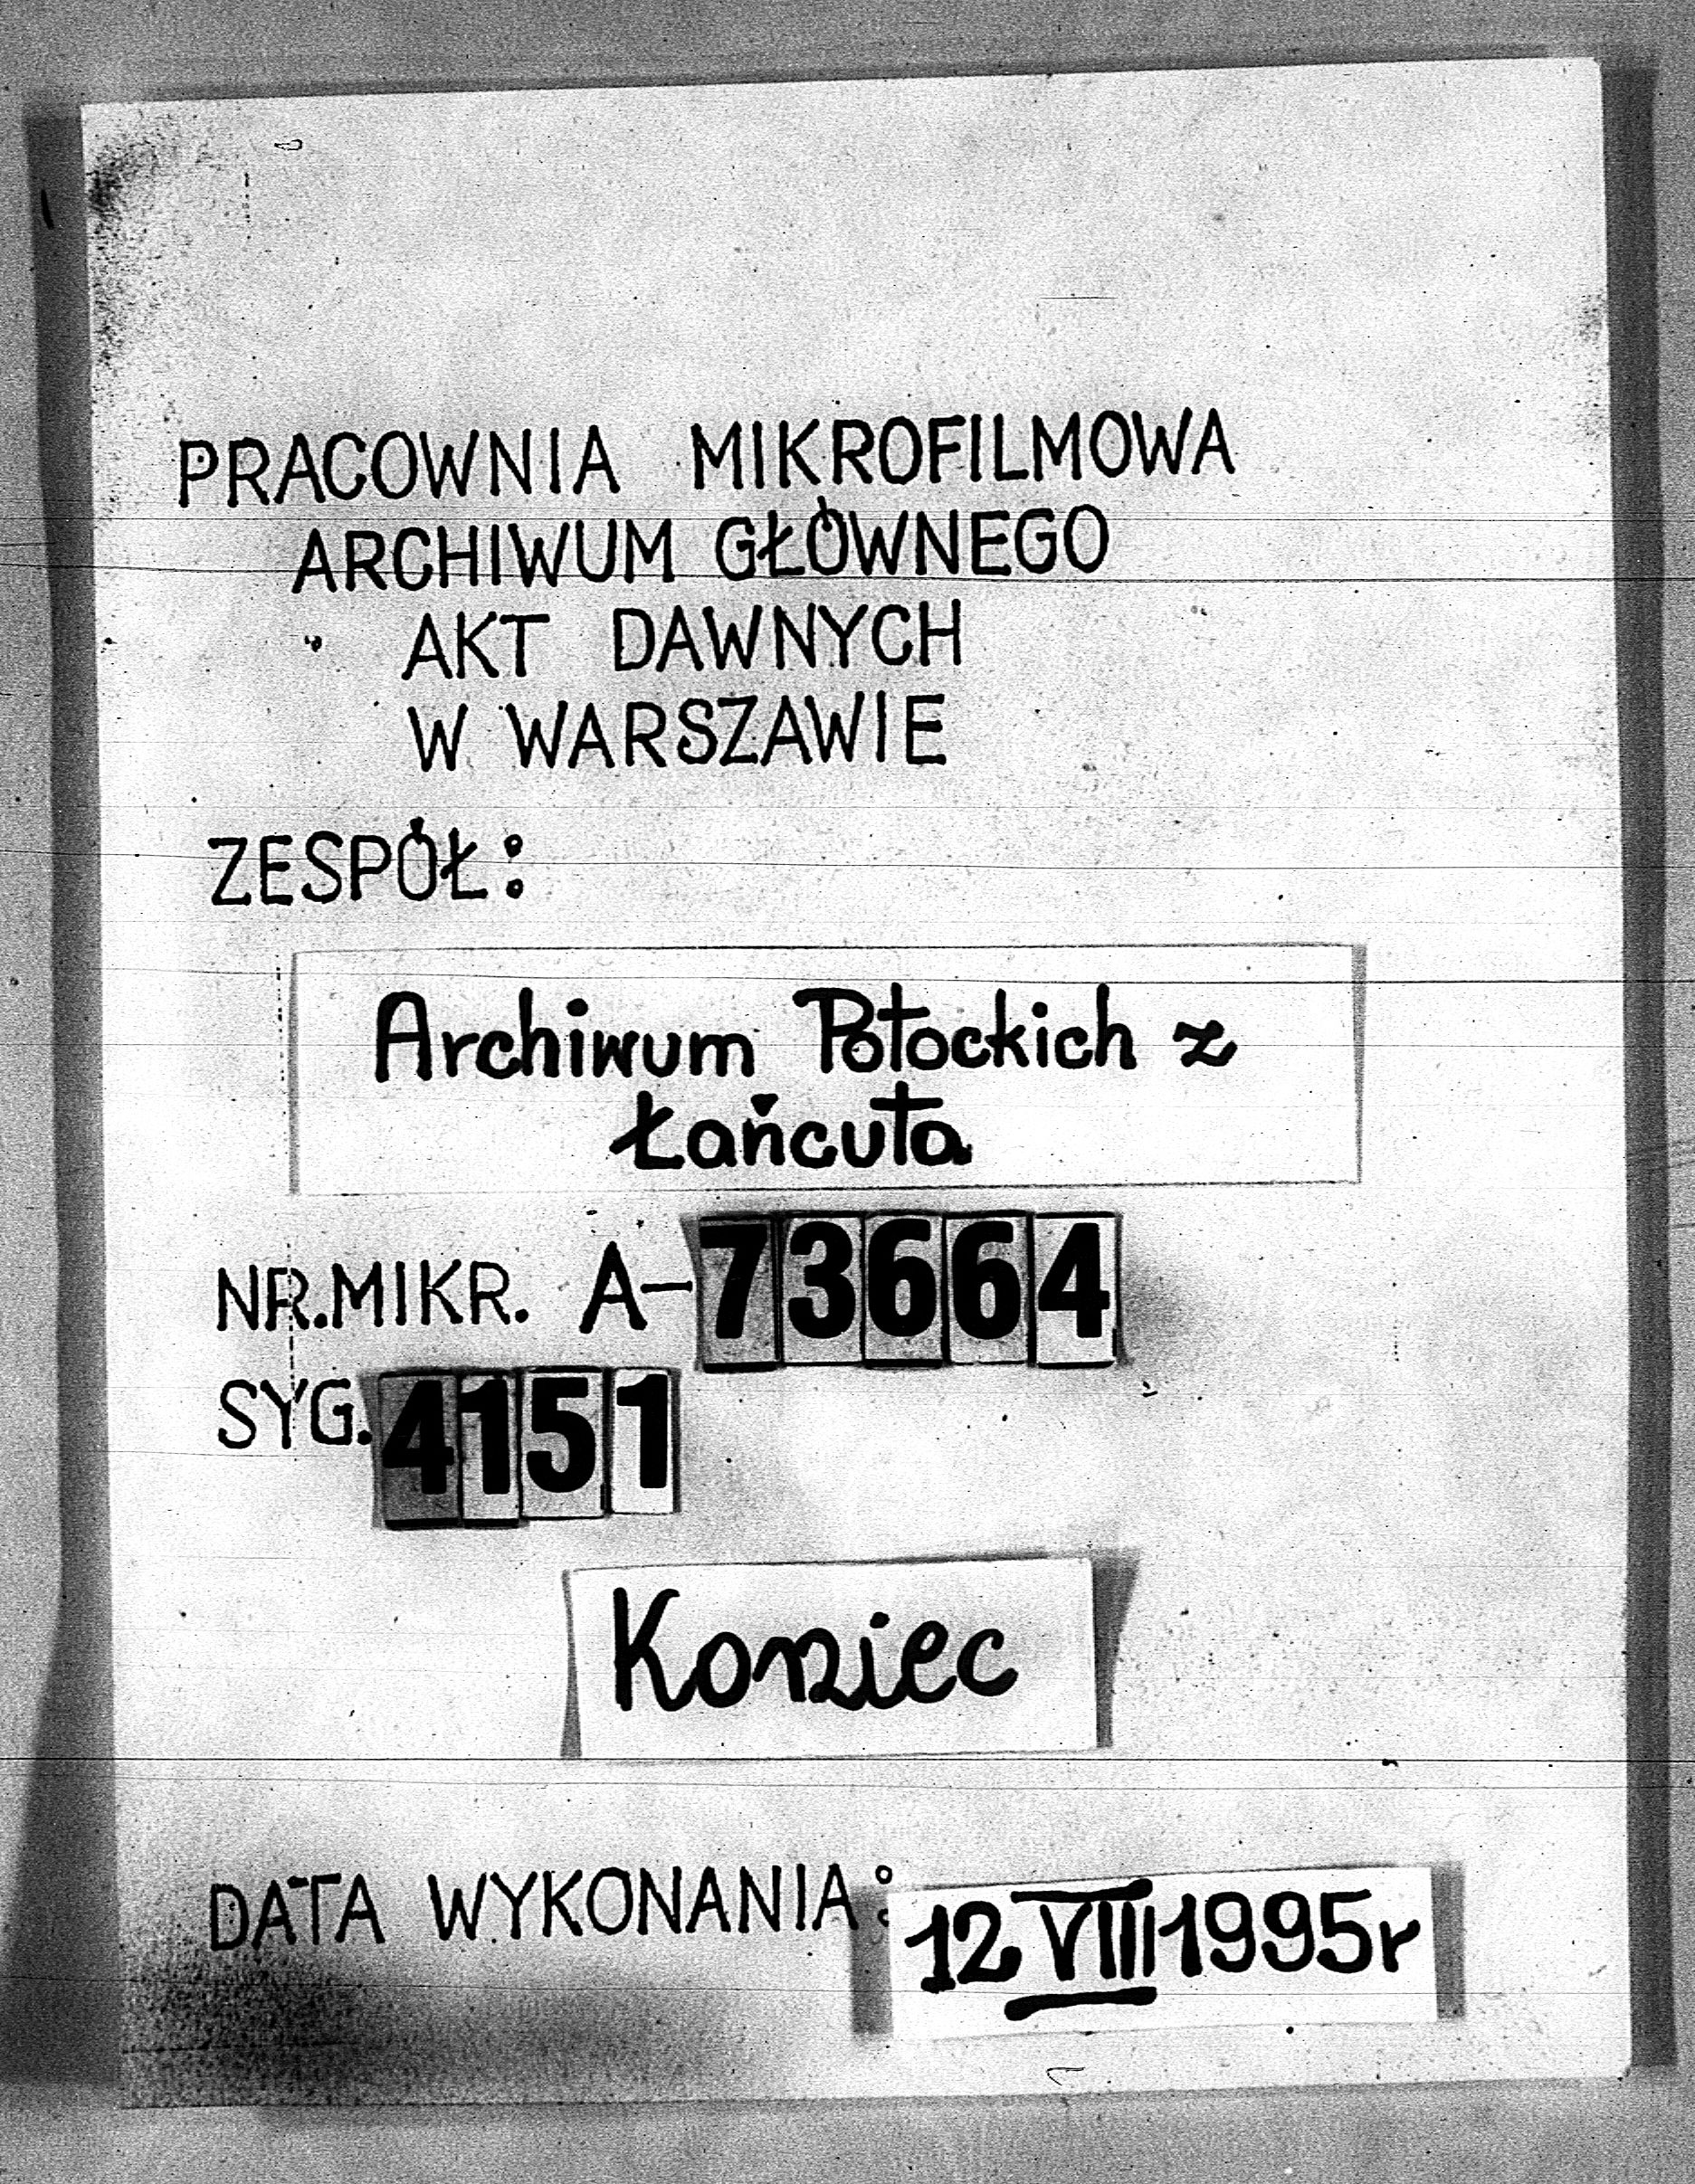 PRACOWNIA MIKROFILMOWA
ARCHIWUM GŁÓWNEGO
AKT DAWNYCH
W WARSZAWIE
ZESPÓŁ:
Archiwum Potockich z
Łańcuta
NR.MIKR. A-73664
SYG. 4151
Koniec
DATA WYKONANIA: 12 VIII 1995r